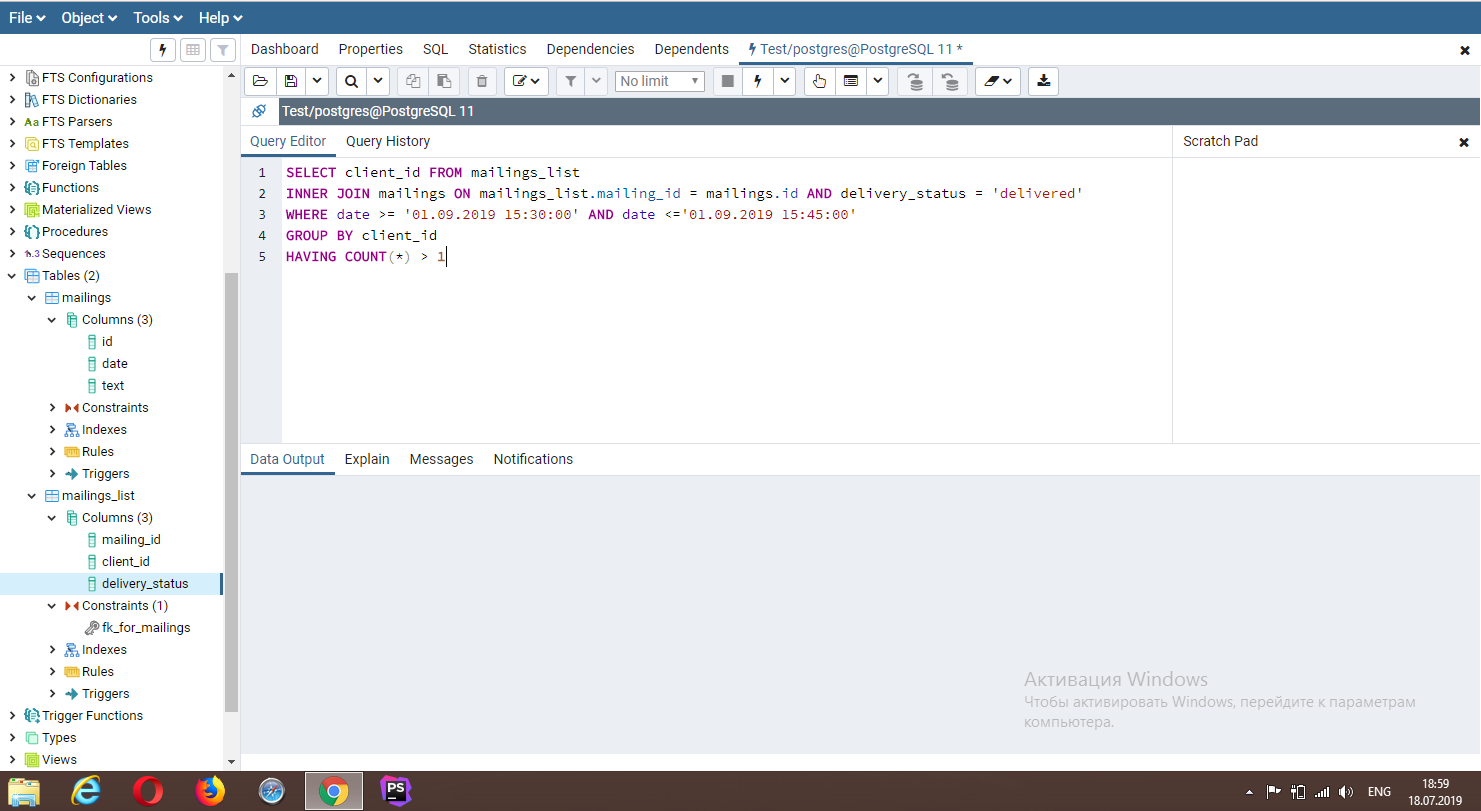 File Object Tools Help
Dashboard Properties SQL Statistics Dependencies Dependents Test/postgres@PostgreSQL 11 *
No limit
Test/postgres@PostgreSQL 11
Query Editor Query History Scratch Pad
1 SELECT client_id FROM mailings_list
2 INNER JOIN mailings ON mailings_list.mailing_id = mailings.id AND delivery_status = 'delivered'
3 WHERE date >= '01.09.2019 15:30:00' AND date <='01.09.2019 15:45:00'
4 GROUP BY client_id
5 HAVING COUNT(*) > 1
Data Output Explain Messages Notifications
FTS Configurations
FTS Dictionaries
Aa FTS Parsers
FTS Templates
Foreign Tables
Functions
Materialized Views
Procedures
1..3 Sequences
Tables (2)
mailings
Columns (3)
id
date
text
Constraints
Indexes
Rules
Triggers
mailings_list
Columns (3)
mailing_id
client_id
delivery_status
Constraints (1)
fk_for_mailings
Indexes
Rules
Triggers
Trigger Functions
Types
Views
Активация Windows
Чтобы активировать Windows, перейдите к параметрам
компьютера.
PS
ENG
18:59
18.07.2019